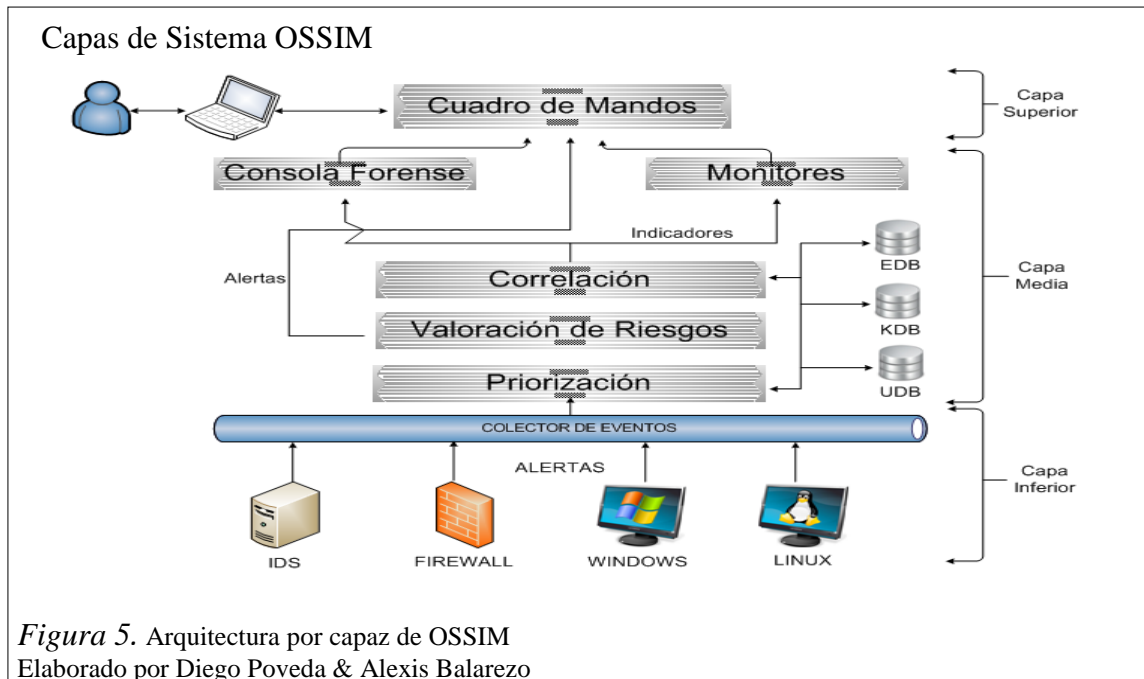 Capas de Sistema OSSIM
Cuadro de Mandos
Capa
Superior
Consola Forense
Monitores
Indicadores
Alertas
Correlación
EDB
Capa
Media
Valoración de Riesgos
KDB
Priorización
UDB
COLECTOR DE EVENTOS
ALERTAS
Capa
Inferior
IDS
FIREWALL
WINDOWS
LINUX
Figura 5. Arquitectura por capaz de OSSIM
Elaborado por Diego Poveda & Alexis Balarezo